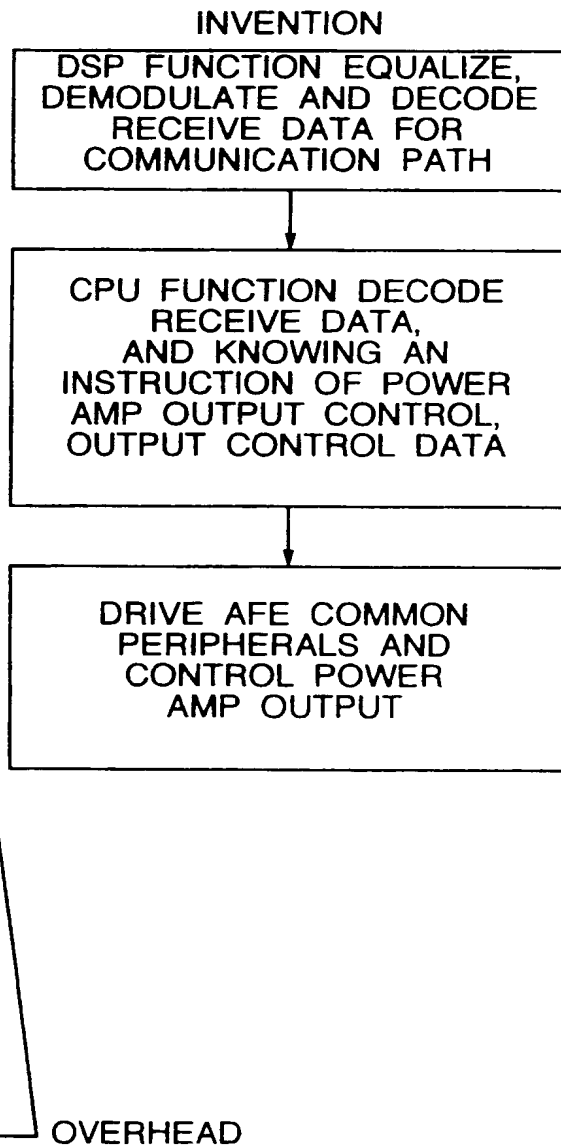 INVENTION
DSP FUNCTION EQUALIZE,
DEMODULATE AND DECODE
RECEIVE DATA FOR
COMMUNICATION PATH
CPU FUNCTION DECODE
RECEIVE DATA,
AND KNOWING AN
INSTRUCTION OF POWER
AMP OUTPUT CONTROL,
OUTPUT CONTROL DATA
DRIVE AFE COMMON
PERIPHERALS AND
CONTROL POWER
AMP OUTPUT
OVERHEAD